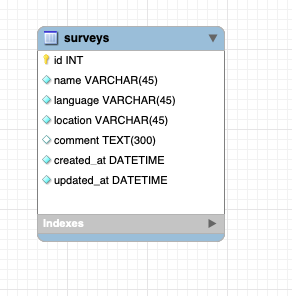 surveys
id INT
name VARCHAR(45)
language VARCHAR(45)
location VARCHAR(45)
comment TEXT(300)
created_at DATETIME
updated_at DATETIME
Indexes